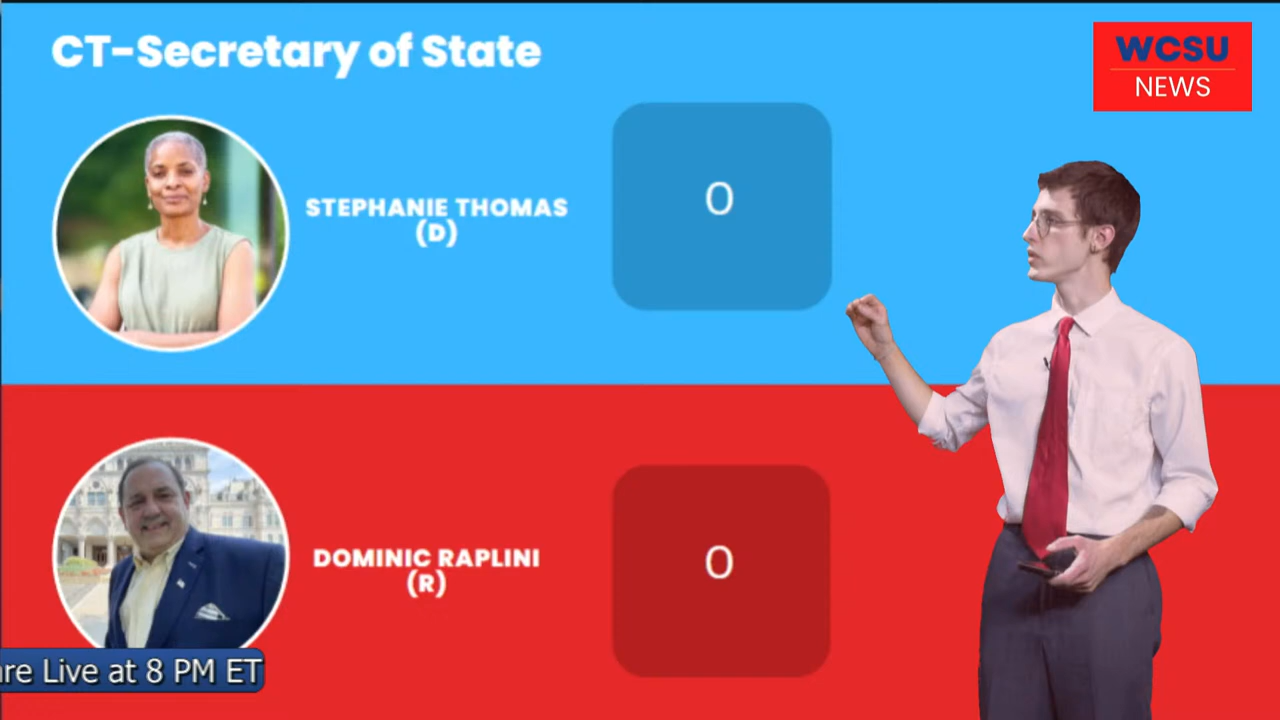 CT-Secretary of State
WCSU
NEWS
STEPHANIE THOMAS
(D)
0
DOMINIC RAPLINI
(R)
0
are Live at 8 PM ET